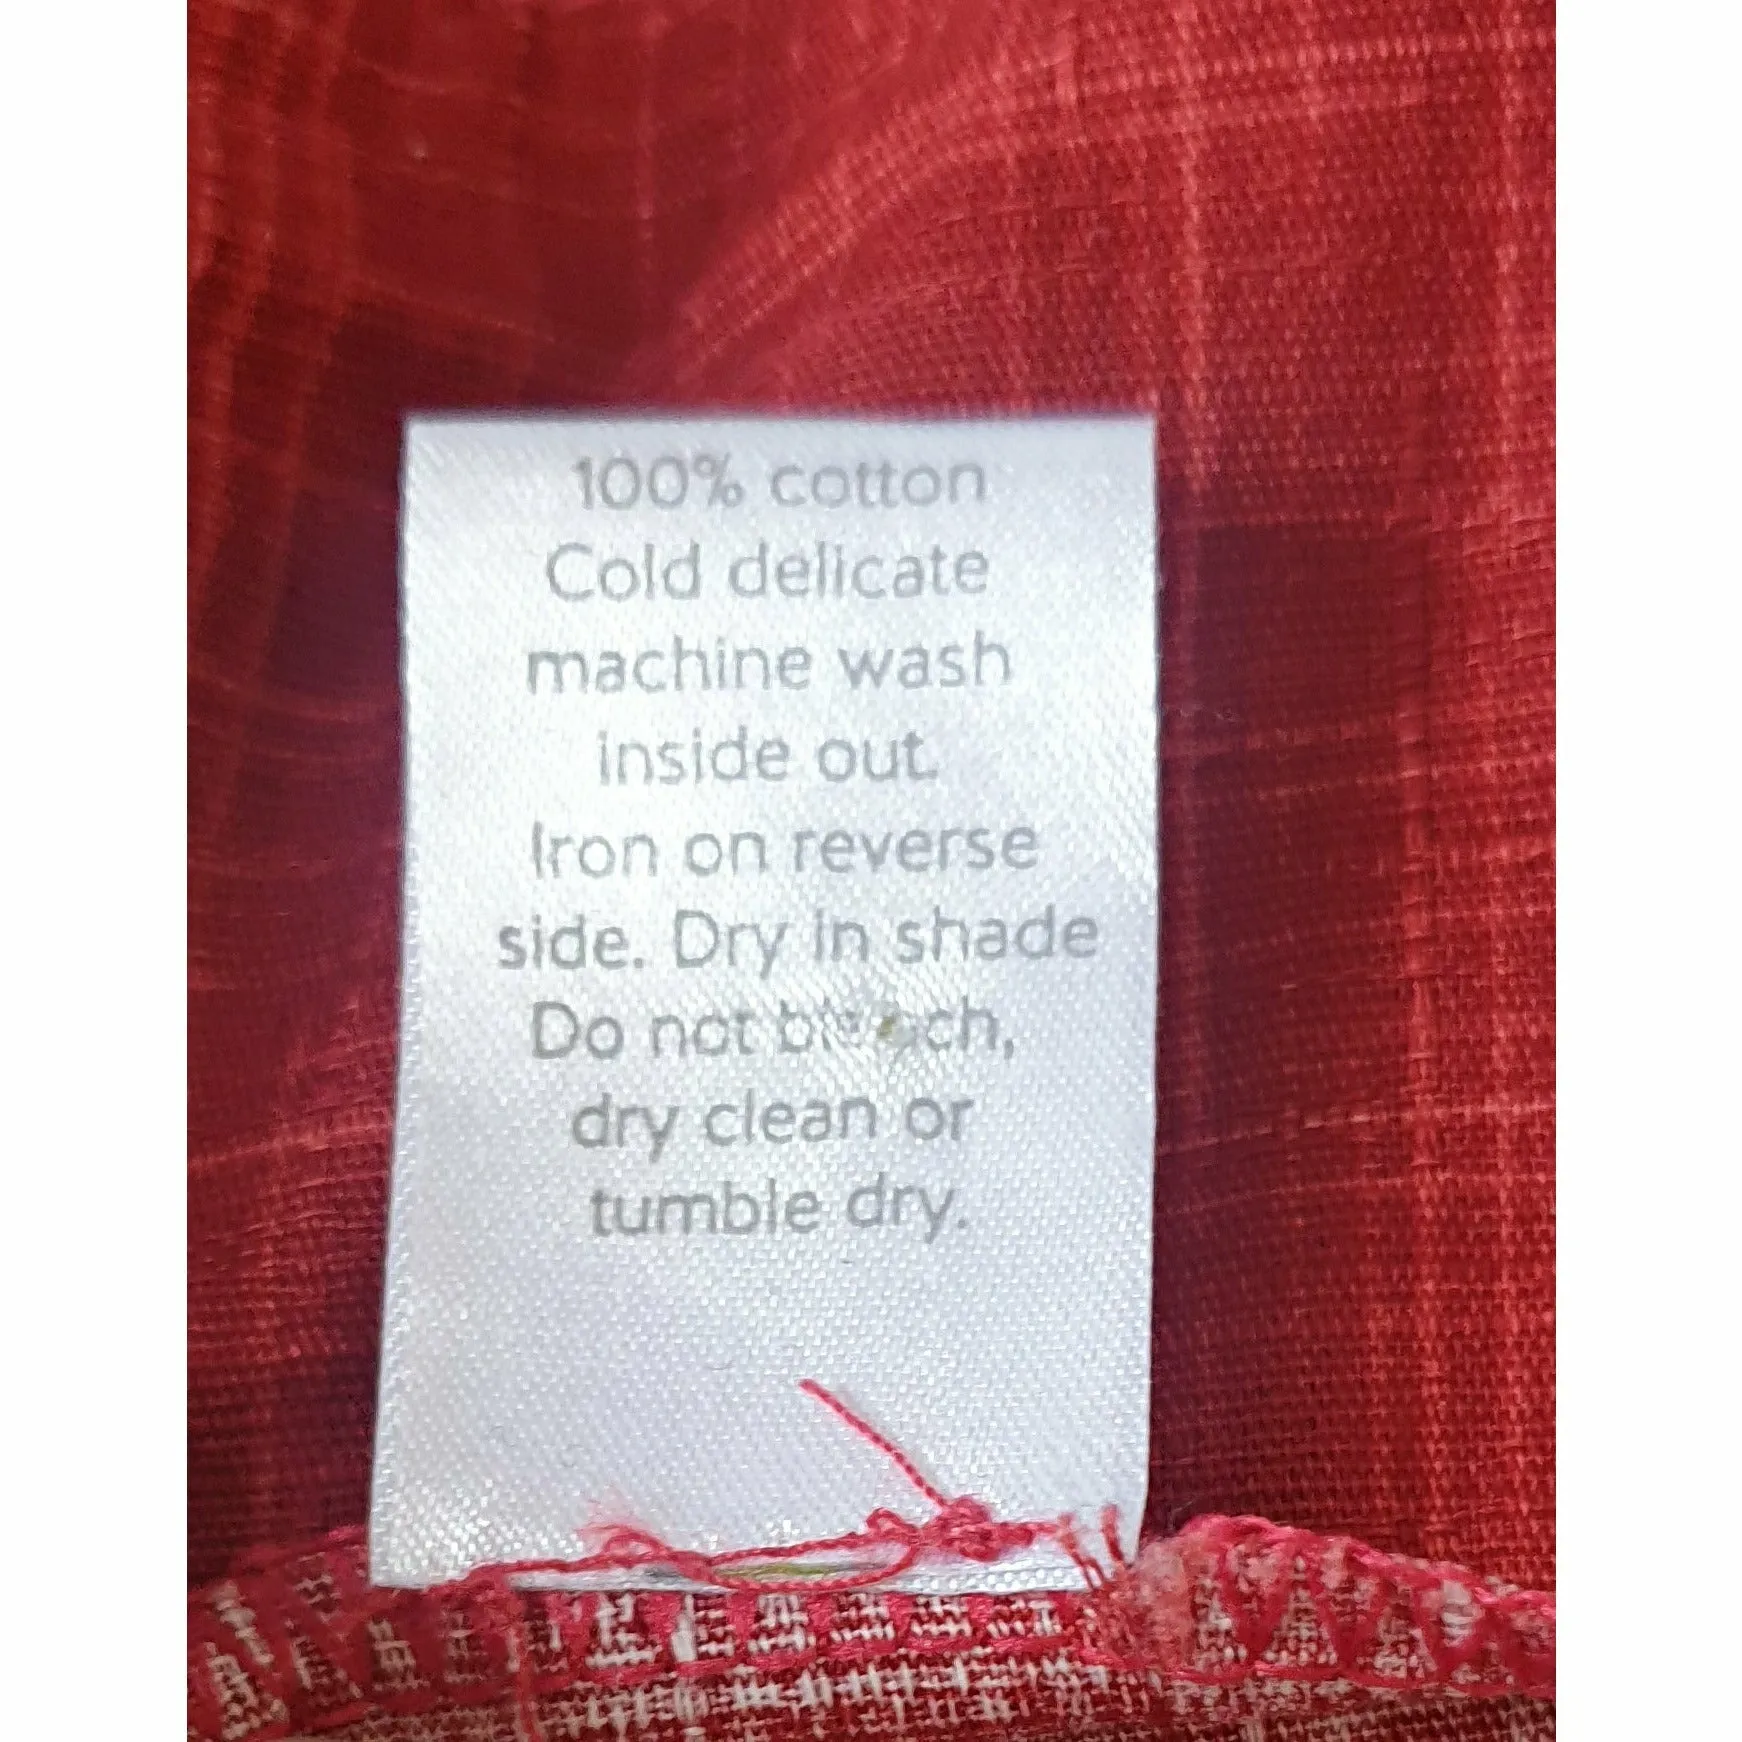 100% cotton
Cold delicate
machine wash
inside out.
Iron on reverse
side. Dry in shade
Do not bleach,
dry clean or
tumble dry.